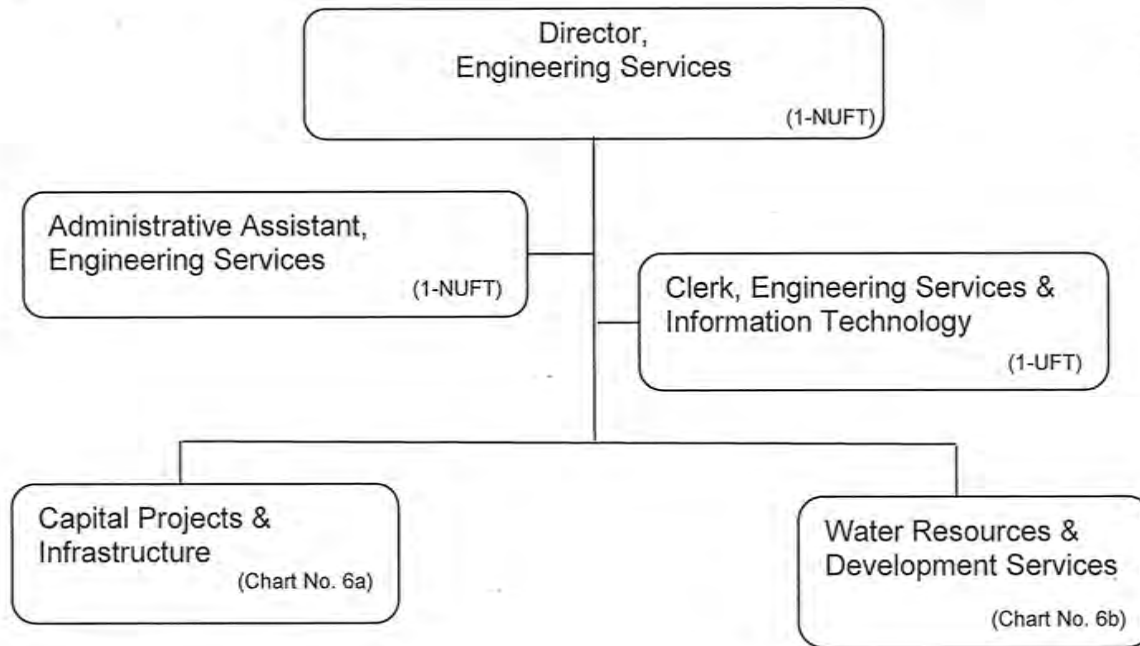 Director,
Engineering Services
(1-NUFT)
Administrative Assistant,
Engineering Services
(1-NUFT)
Clerk, Engineering Services &
Information Technology
(1-UFT)
Capital Projects &
Infrastructure
(Chart No. 6a)
Water Resources &
Development Services
(Chart No. 6b)